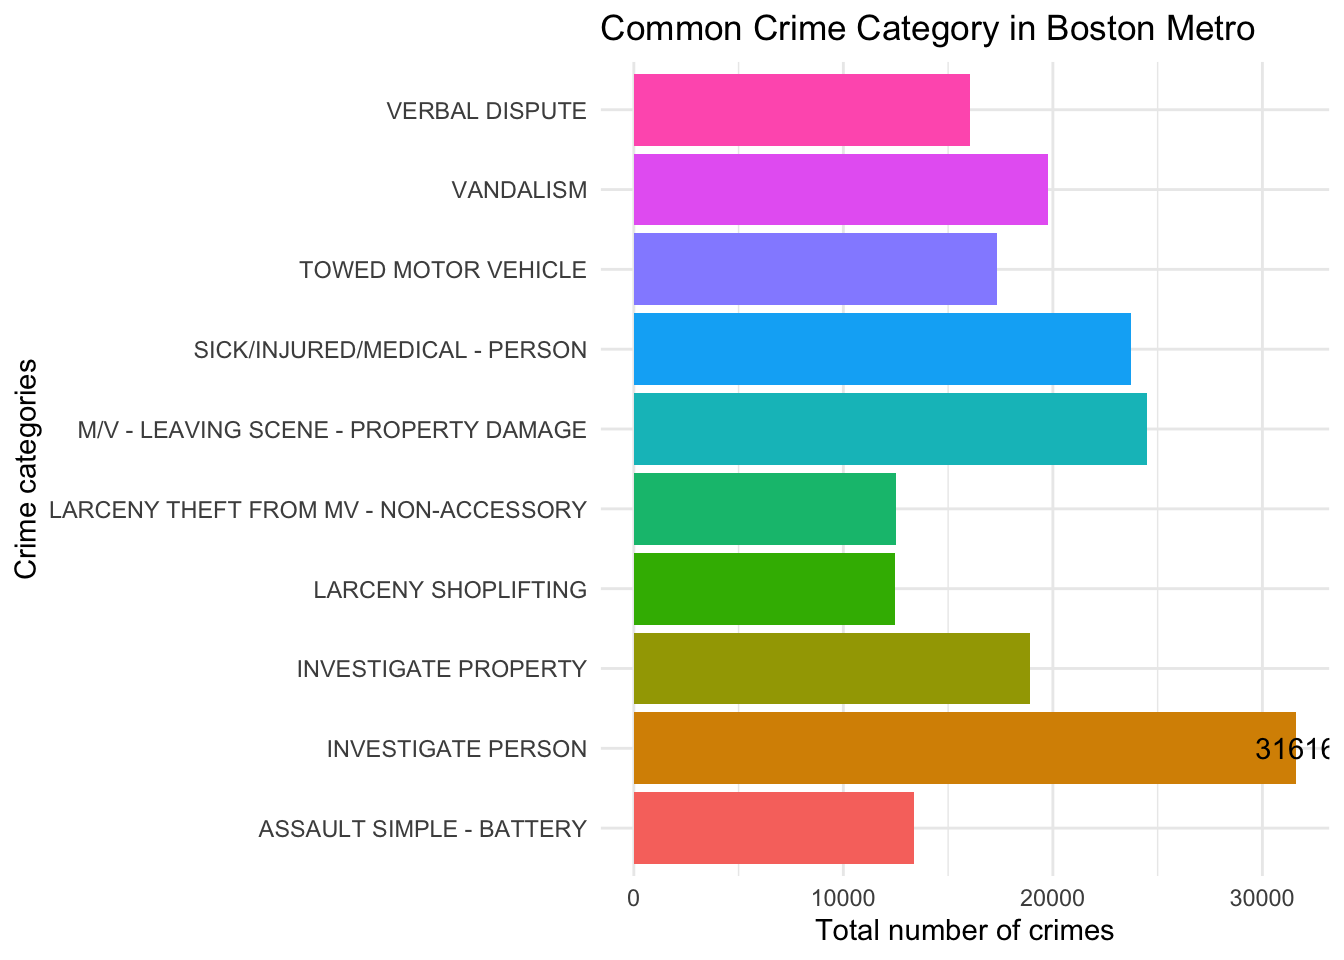 Common Crime Category in Boston Metro
VERBAL DISPUTE
VANDALISM
TOWED MOTOR VEHICLE
SICK/INJURED/MEDICAL - PERSON
M/V - LEAVING SCENE - PROPERTY DAMAGE
LARCENY THEFT FROM MV - NON-ACCESSORY
LARCENY SHOPLIFTING
INVESTIGATE PROPERTY
INVESTIGATE PERSON
31616
ASSAULT SIMPLE - BATTERY
Crime categories
0 10000 20000 30000
Total number of crimes